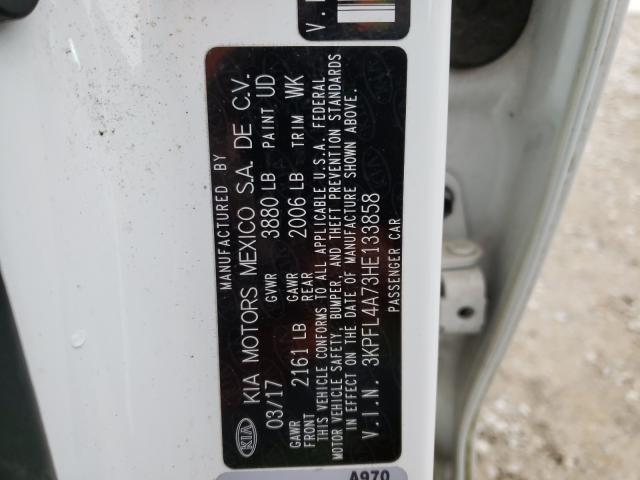 MANUFACTURED BY
KIA KIA MOTORS MEXICO S.A. DE C.V.
03/17 GVWR 3880 LB PAINT UD
GAWR FRONT 2161 LB GAWR REAR 2006 LB TRIM WK
THIS VEHICLE CONFORMS TO ALL APPLICABLE U.S.A. FEDERAL
MOTOR VEHICLE SAFETY, BUMPER, AND THEFT PREVENTION STANDARDS
IN EFFECT ON THE DATE OF MANUFACTURE SHOWN ABOVE.
V.I.N. 3KPFL4A73HE133858
PASSENGER CAR
A970